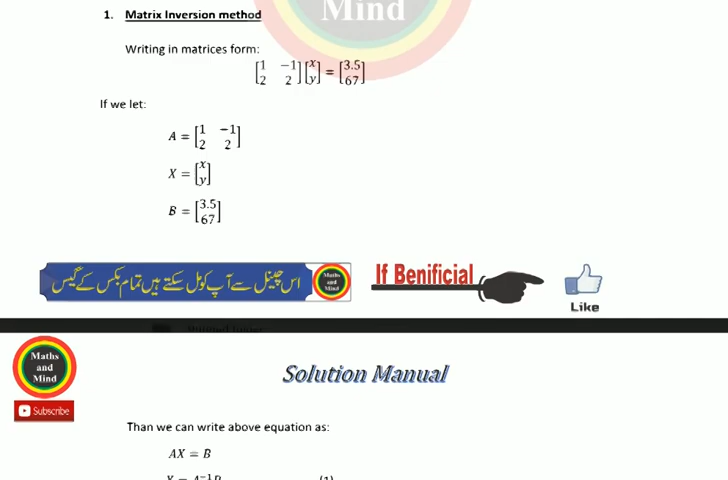 Mind
1. Matrix Inversion method
Writing in matrices form:
[1 −1
2 2] [x
y] = [3.5
67]
If we let:
A = [1 −1
2 2]
X = [x
y]
B = [3.5
67]
اس چینل سے آپ کو مل سکتے ہیں تمام بکس کے گیس
Maths
and
Mind
If Benificial
Like
Maths
and
Mind
Subscribe
Solution Manual
Than we can write above equation as:
AX = B